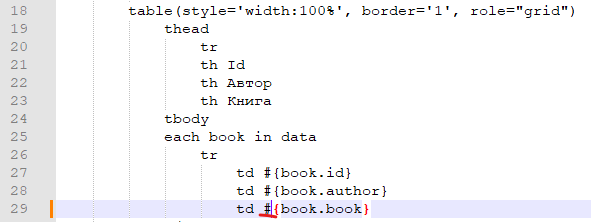 18 table(style='width:100%', border='1', role="grid")
19 thead
20 tr
21 th Id
22 th Автор
23 th Книга
24 tbody
25 each book in data
26 tr
27 td #{book.id}
28 td #{book.author}
29 td #{book.book}